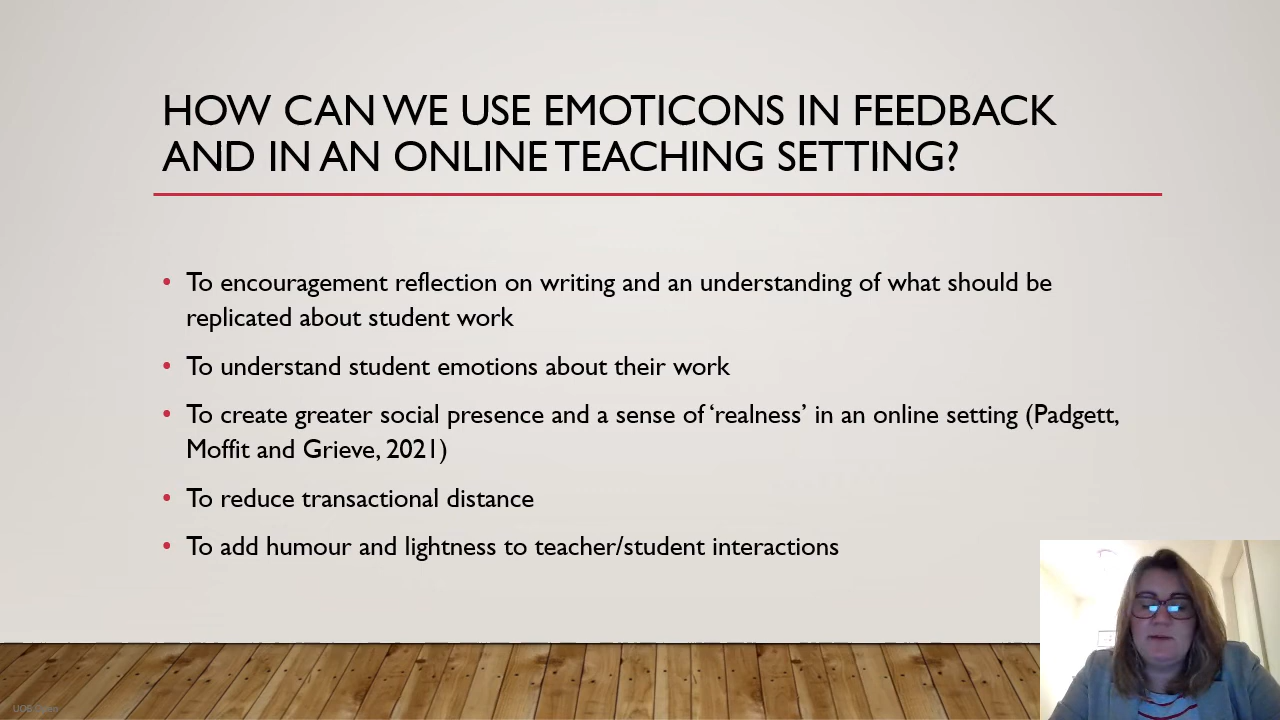 HOW CAN WE USE EMOTICONS IN FEEDBACK
AND IN AN ONLINE TEACHING SETTING?
• To encouragement reflection on writing and an understanding of what should be
replicated about student work
• To understand student emotions about their work
• To create greater social presence and a sense of ‘realness’ in an online setting (Padgett,
Moffit and Grieve, 2021)
• To reduce transactional distance
• To add humour and lightness to teacher/student interactions